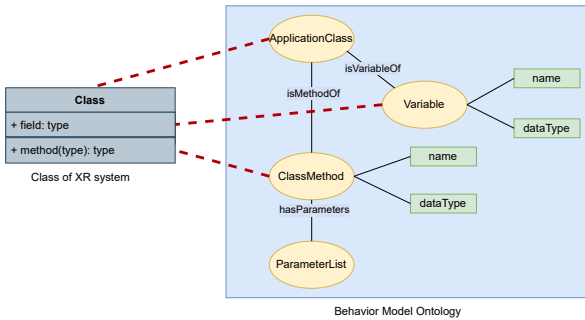 ApplicationClass
isVariableOf
isMethodOf
name
Variable
dataType
Class
+ field: type
+ method(type): type
Class of XR system
name
ClassMethod
dataType
hasParameters
ParameterList
Behavior Model Ontology